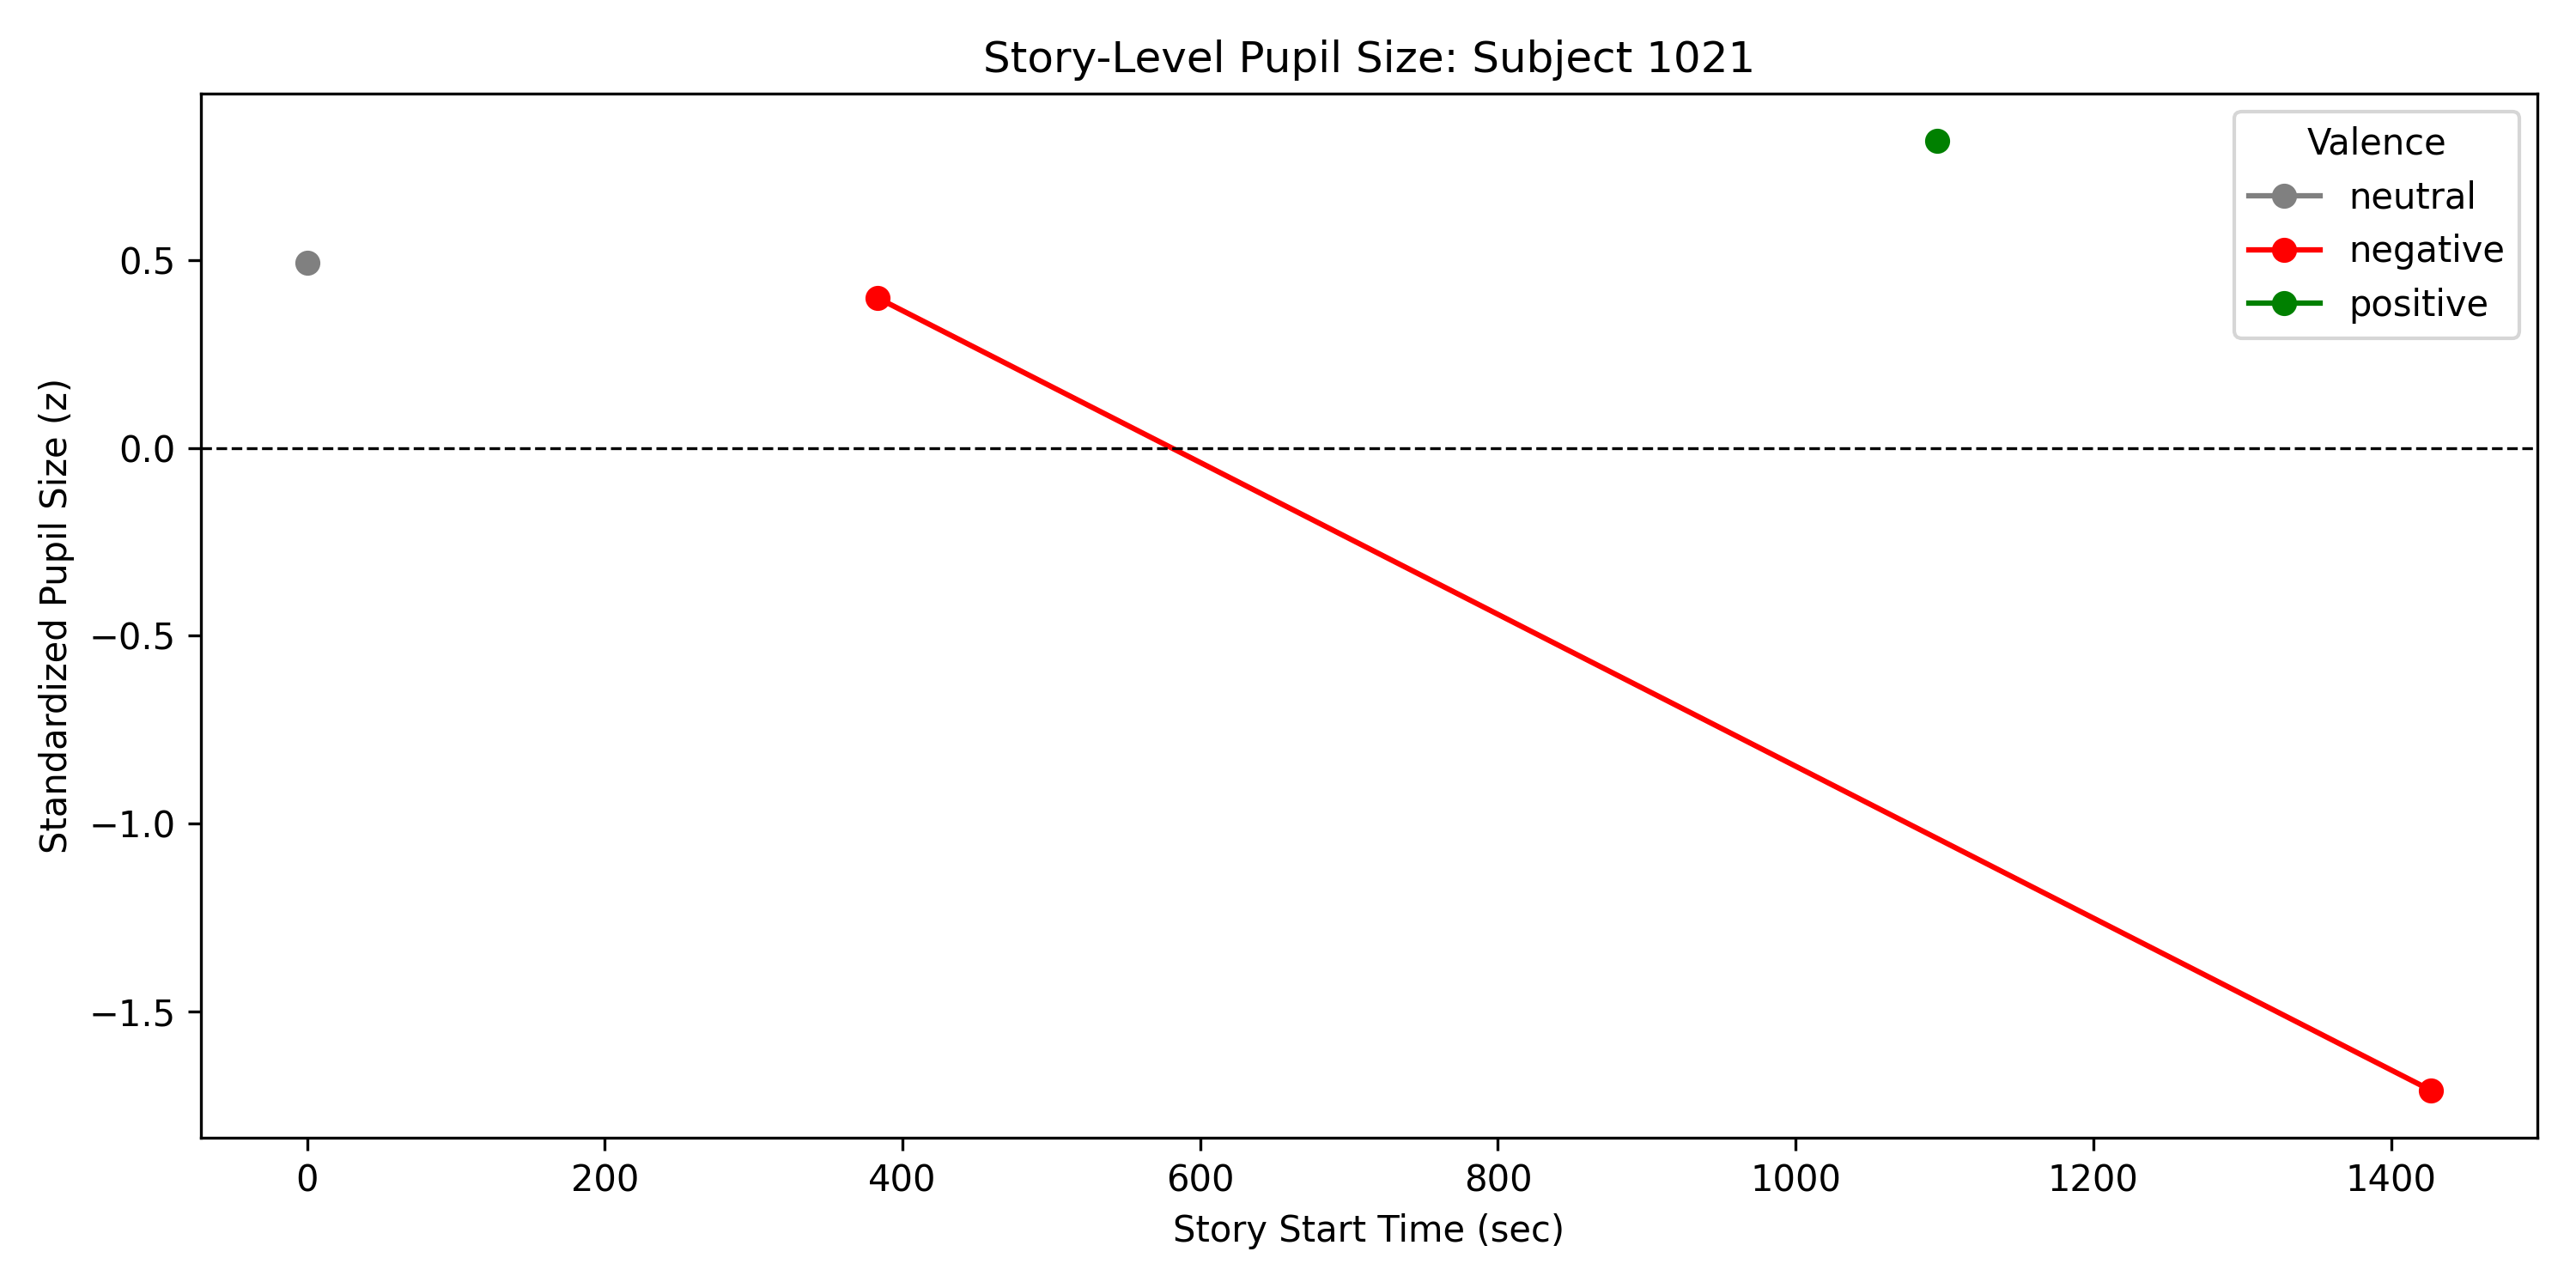 Story-Level Pupil Size: Subject 1021
Valence
neutral
negative
positive
Standardized Pupil Size (z)
0.5
0.0
−0.5
−1.0
−1.5
0 200 400 600 800 1000 1200 1400
Story Start Time (sec)